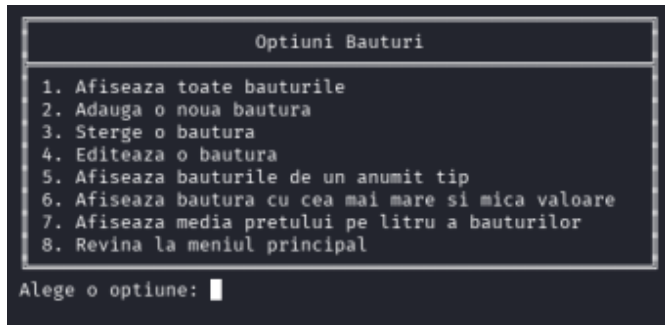 Optiuni Bauturi
1. Afiseaza toate bauturile
2. Adauga o noua bautura
3. Sterge o bautura
4. Editeaza o bautura
5. Afiseaza bauturile de un anumit tip
6. Afiseaza bautura cu cea mai mare si mica valoare
7. Afiseaza media pretului pe litru a bauturilor
8. Revina la meniul principal
Alege o optiune: